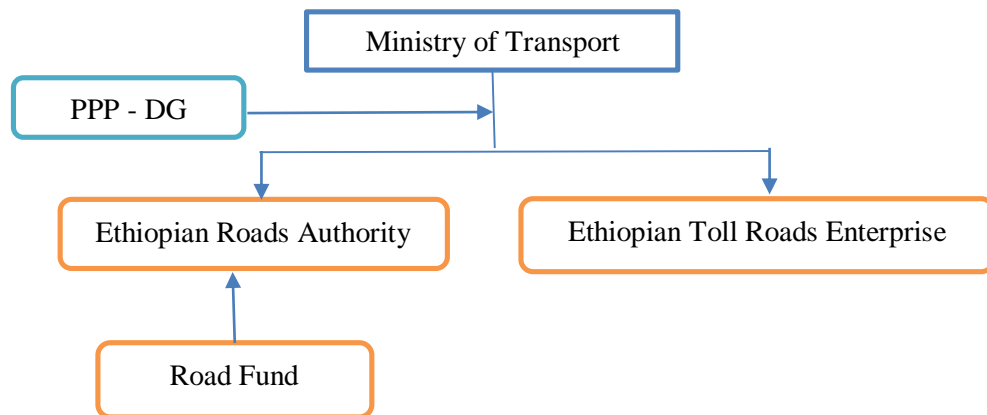 Ministry of Transport
PPP - DG
Ethiopian Roads Authority
Ethiopian Toll Roads Enterprise
Road Fund